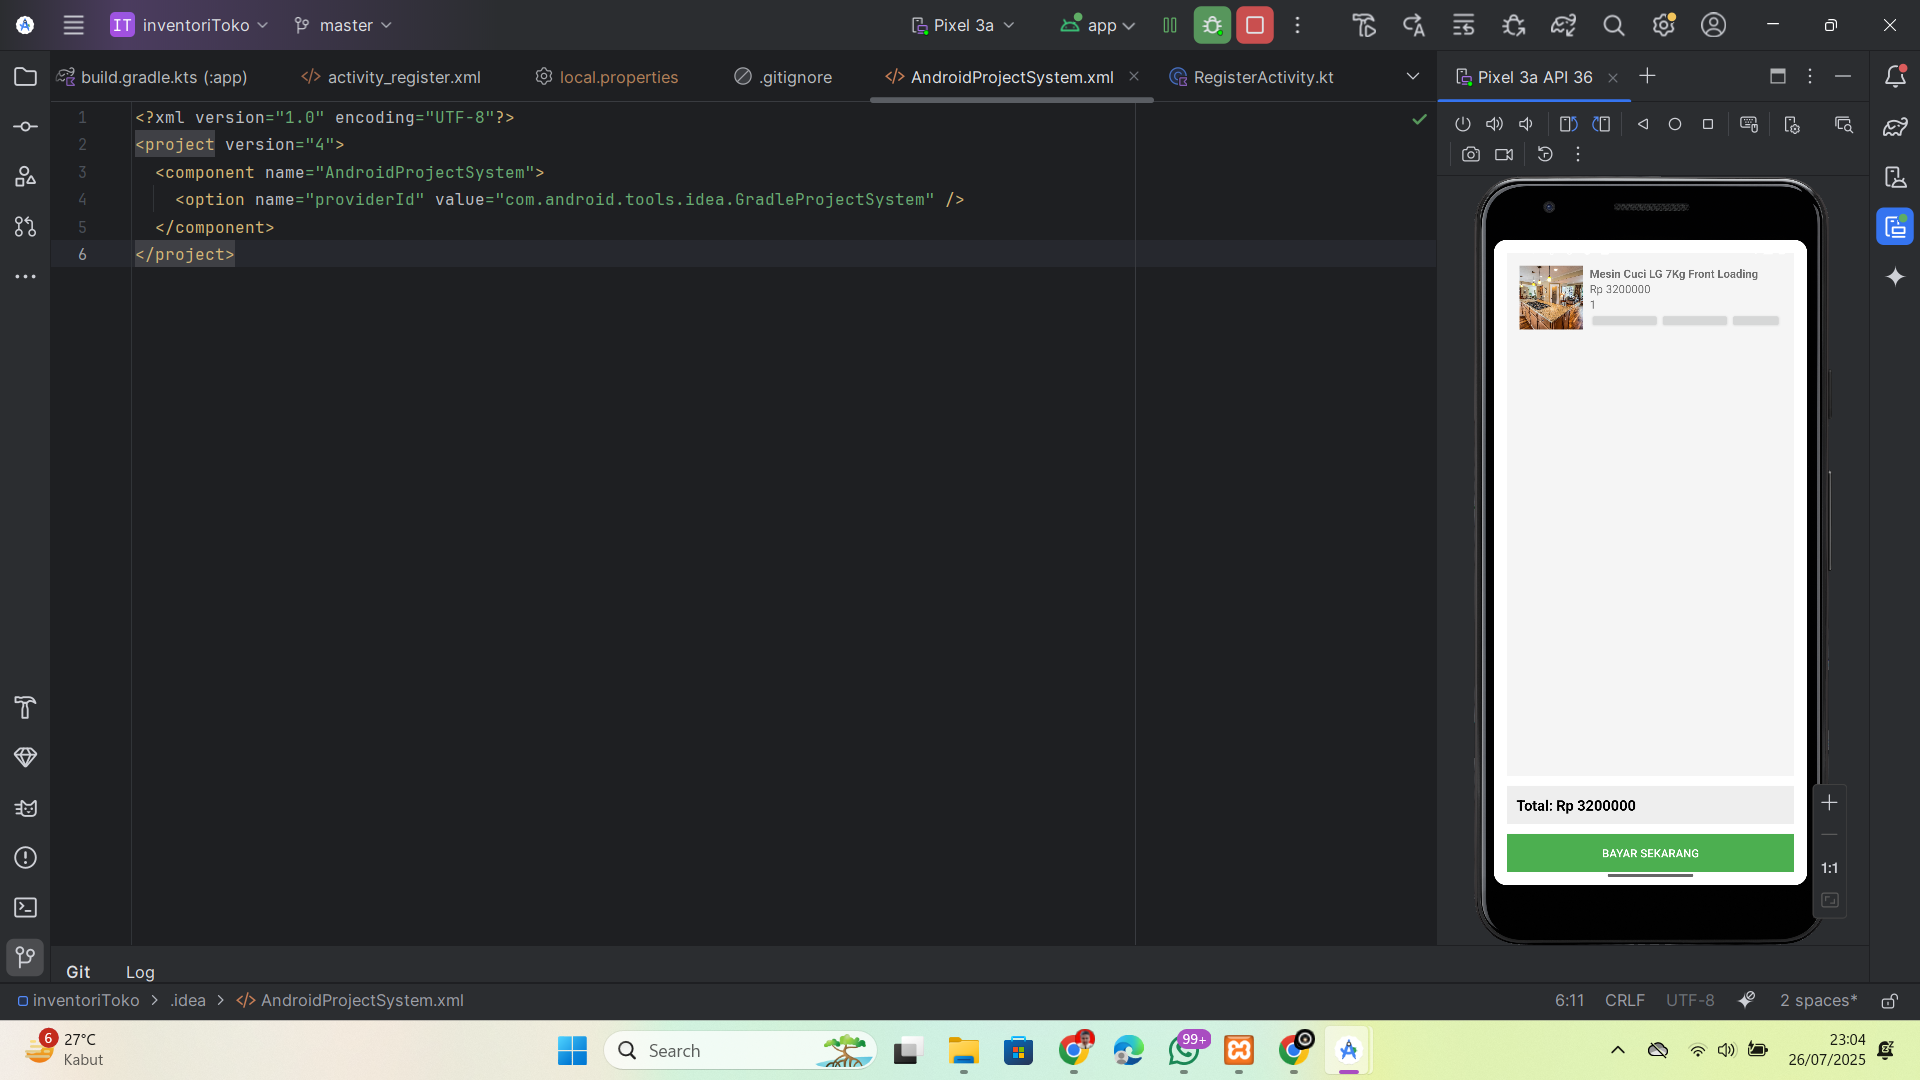 IT inventoriToko master Pixel 3a app
build.gradle.kts (:app) activity_register.xml local.properties .gitignore AndroidProjectSystem.xml RegisterActivity.kt Pixel 3a API 36
1 <?xml version="1.0" encoding="UTF-8"?>
2 <project version="4">
3 <component name="AndroidProjectSystem">
4 <option name="providerId" value="com.android.tools.idea.GradleProjectSystem" />
5 </component>
6 </project>
Mesin Cuci LG 7Kg Front Loading
Rp 3200000
1
Total: Rp 3200000
BAYAR SEKARANG
1:1
Git Log
inventoriToko > .idea > AndroidProjectSystem.xml 6:11 CRLF UTF-8 2 spaces*
6 27°C
Kabut
Search
99+
23:04
26/07/2025